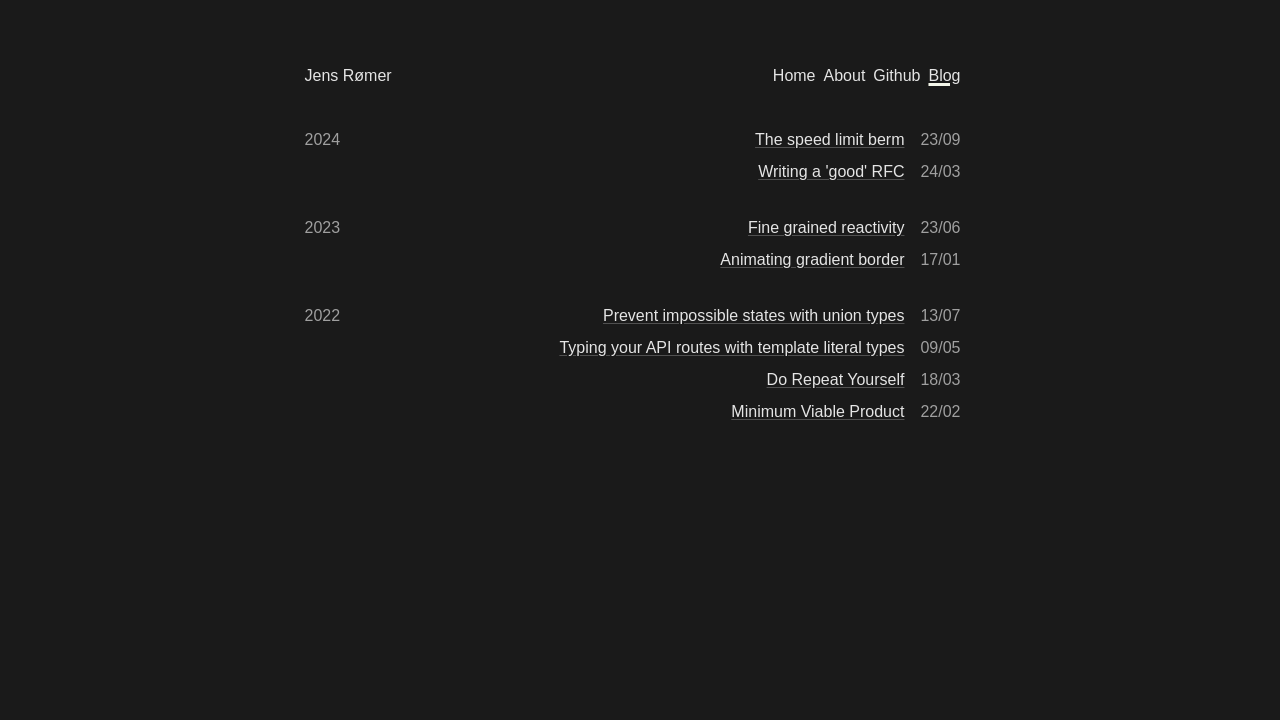 Jens Rømer Home About Github Blog
2024 The speed limit berm 23/09
Writing a 'good' RFC 24/03
2023 Fine grained reactivity 23/06
Animating gradient border 17/01
2022 Prevent impossible states with union types 13/07
Typing your API routes with template literal types 09/05
Do Repeat Yourself 18/03
Minimum Viable Product 22/02